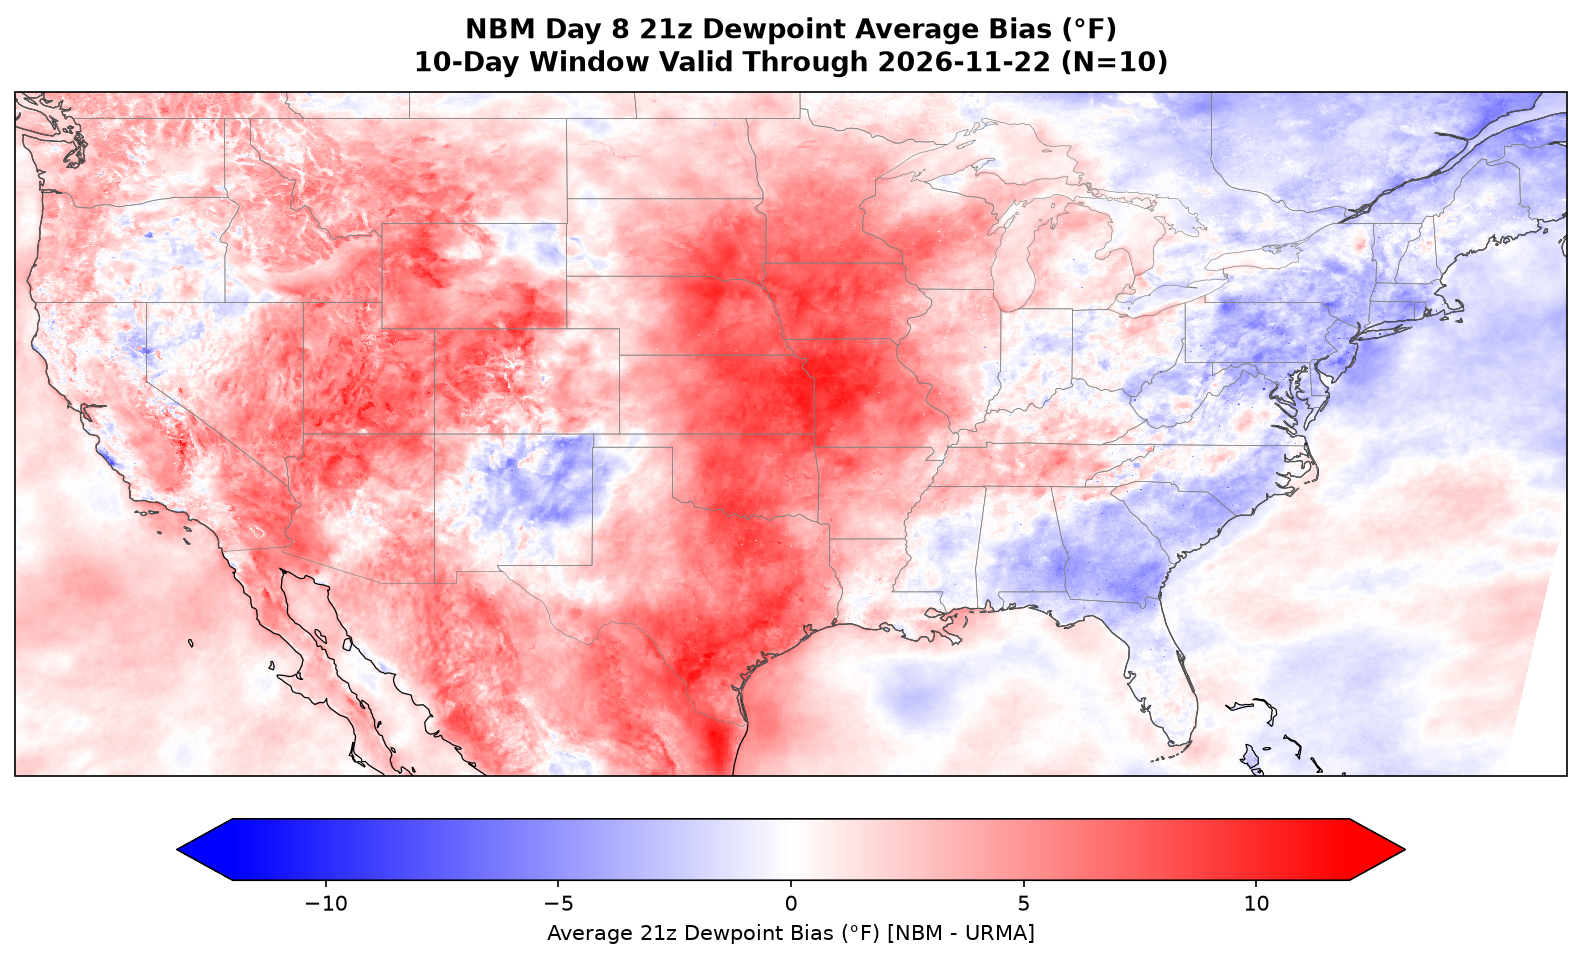 NBM Day 8 21z Dewpoint Average Bias (°F)
10-Day Window Valid Through 2026-11-22 (N=10)
−10 −5 0 5 10
Average 21z Dewpoint Bias (°F) [NBM - URMA]